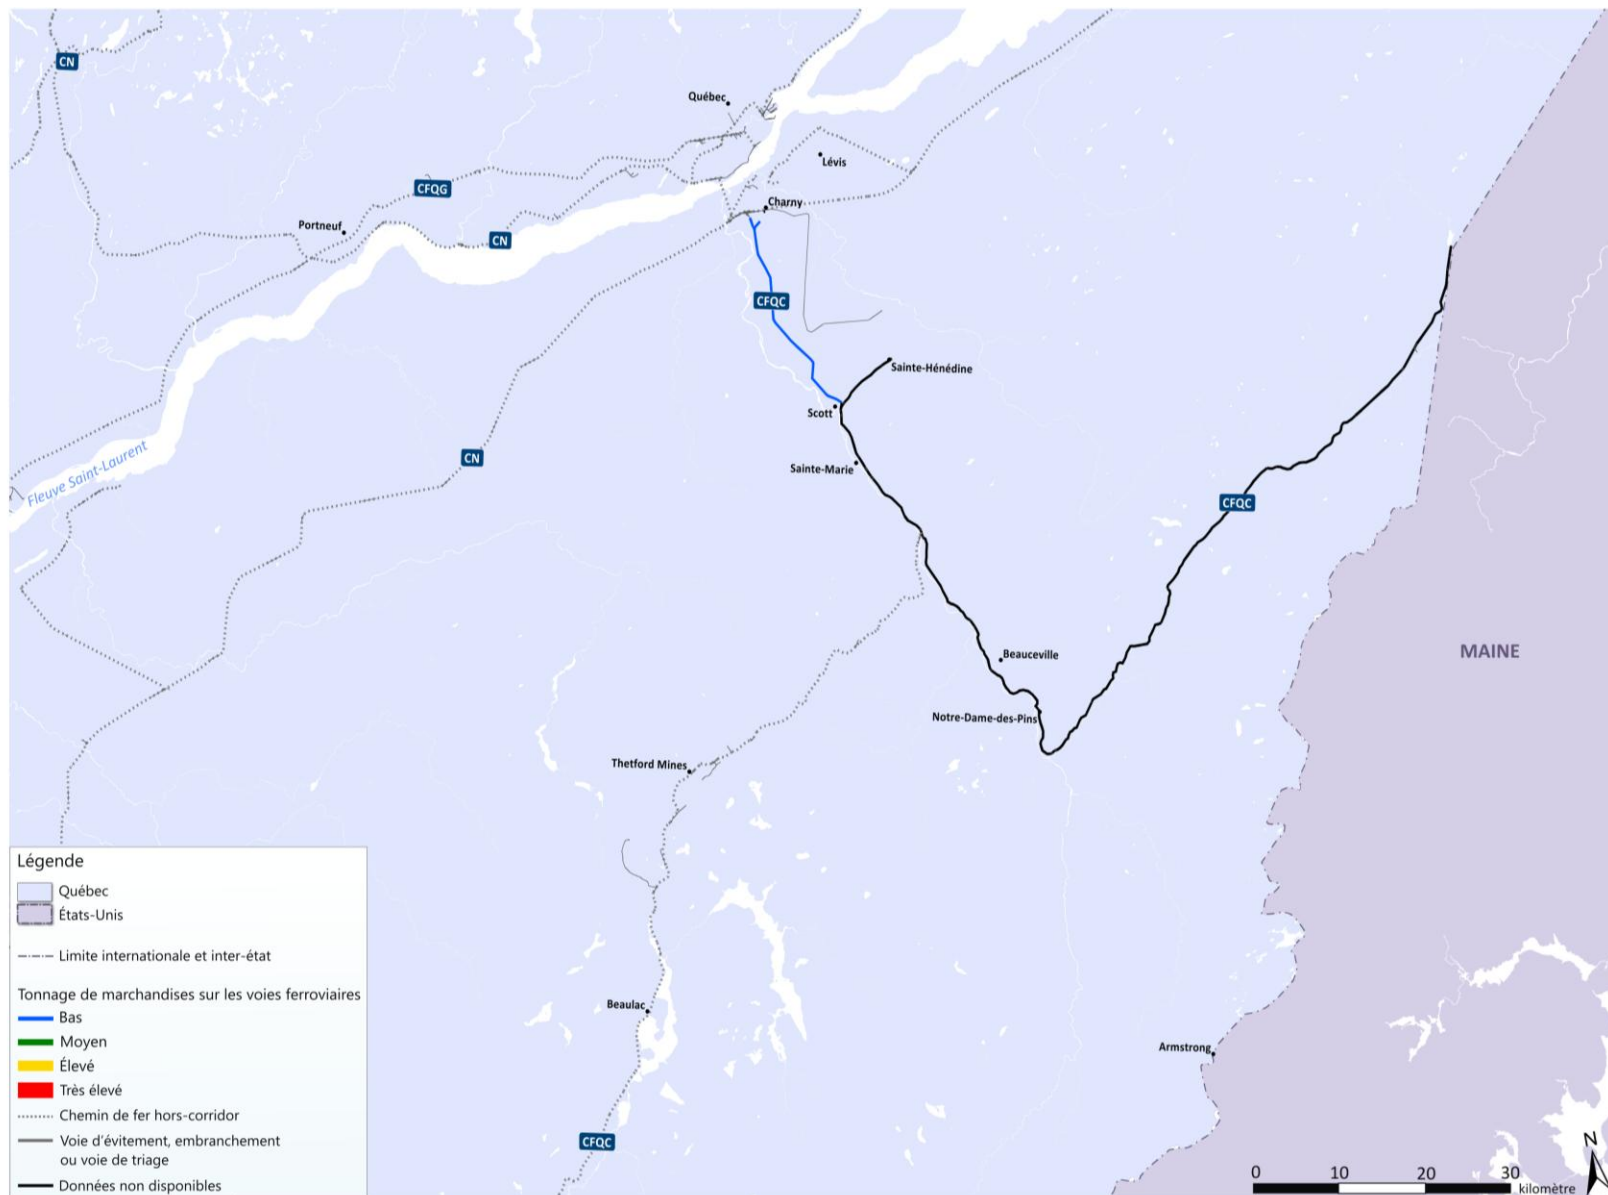 CN
Québec
Lévis
CFQG
Charny
Portneuf
CN
CFQC
Sainte-Hénédine
Scott
Fleuve Saint-Laurent
CN
Sainte-Marie
CFQC
Beauceville
MAINE
Notre-Dame-des-Pins
Thetford Mines
Légende
Québec
États-Unis
Limite internationale et inter-état
Tonnage de marchandises sur les voies ferroviaires
Bas
Moyen
Élevé
Très élevé
Chemin de fer hors-corridor
Voie d'évitement, embranchement
ou voie de triage
Données non disponibles
Beaulac
Armstrong
CFQC
N
0 10 20 30
kilomètre